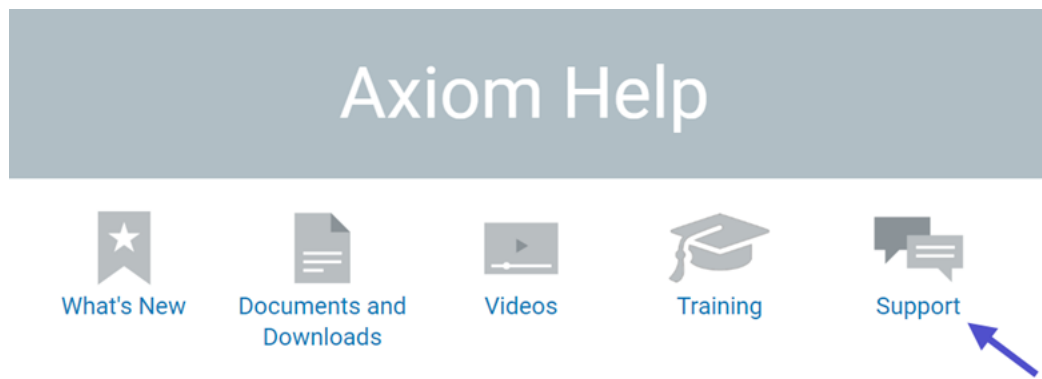 Axiom Help
What's New
Documents and
Downloads
Videos
Training
Support